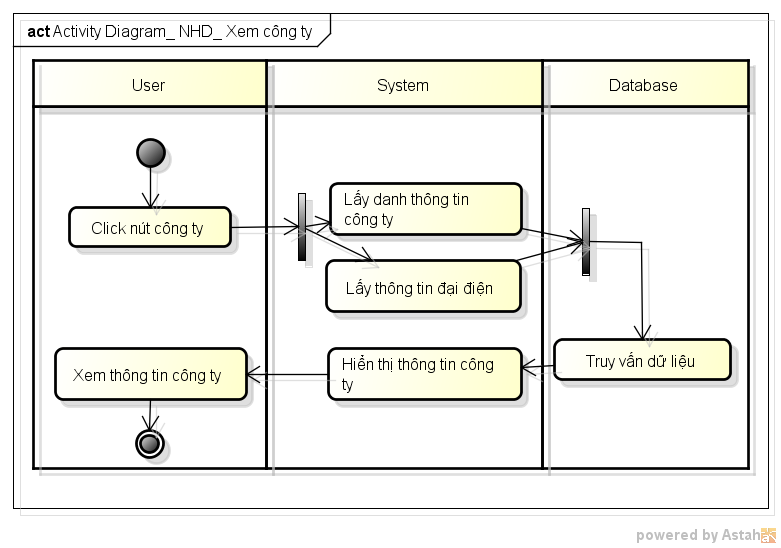 act Activity Diagram_ NHD_ Xem công ty
User
System
Database
Lấy danh thông tin
công ty
Click nút công ty
Lấy thông tin đại điện
Hiển thị thông tin công
ty
Truy vấn dữ liệu
Xem thông tin công ty
powered by Astah